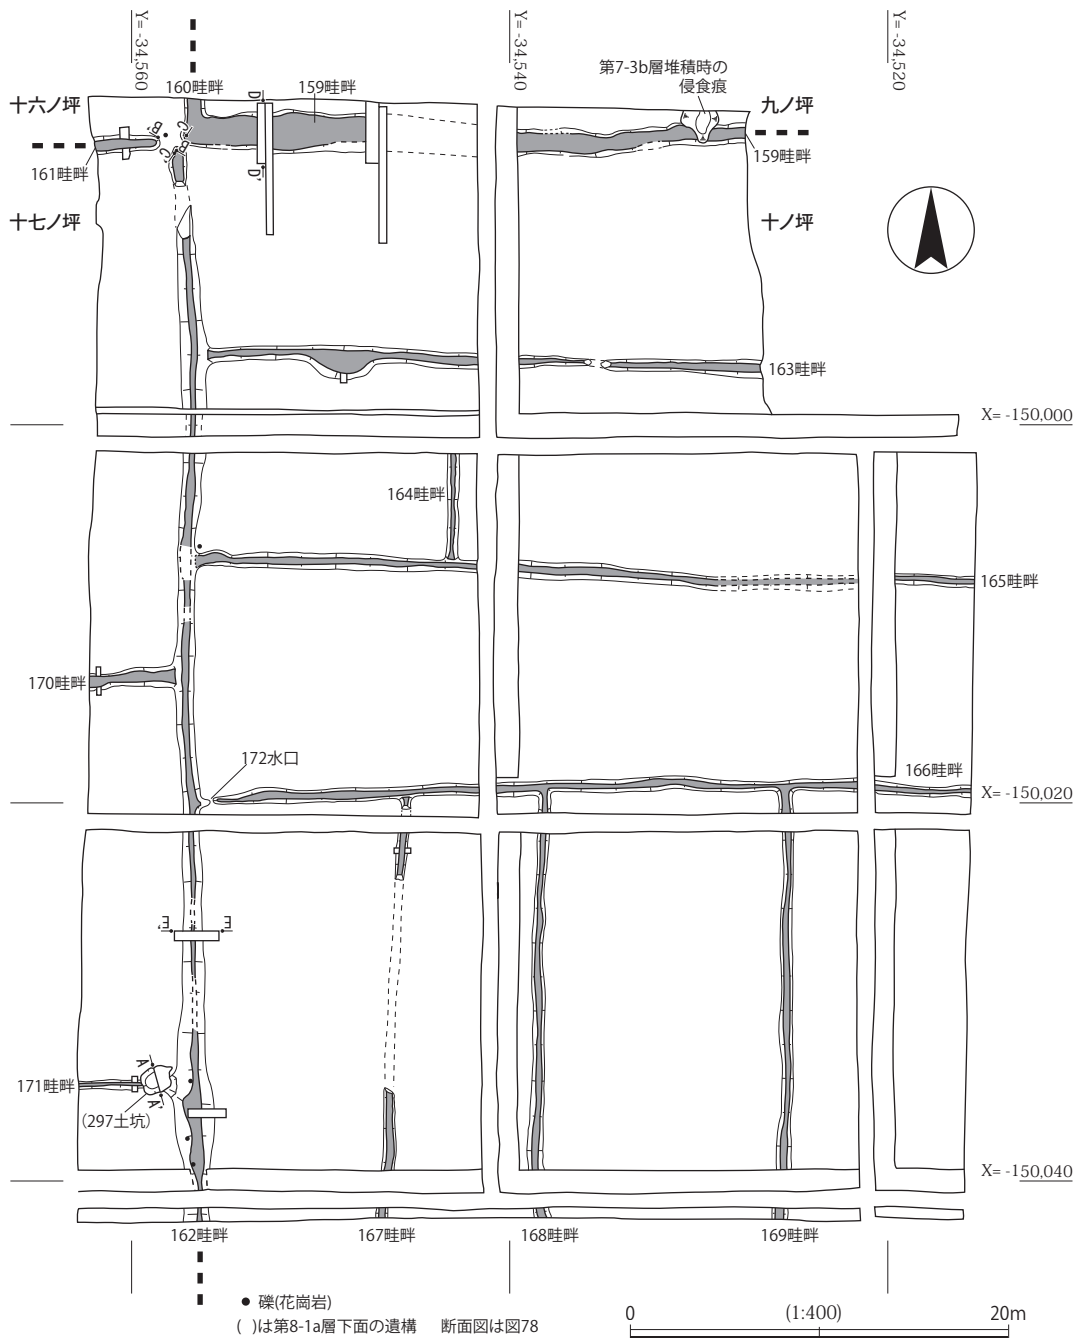 Y= -34,560
Y= -34,540
Y= -34,520
160畦畔
159畦畔
第7-3b層堆積時の
侵食痕
十六ノ坪
九ノ坪
161畦畔
159畦畔
十七ノ坪
十ノ坪
B'
C
B
C'
D
D'
163畦畔
X= -150,000
164畦畔
165畦畔
170畦畔
172水口
166畦畔
X= -150,020
E'
E
A
A'
171畦畔
(297土坑)
X= -150,040
162畦畔
167畦畔
168畦畔
169畦畔
● 礫(花崗岩)
( )は第8-1a層下面の遺構 断面図は図78
0 (1:400) 20m